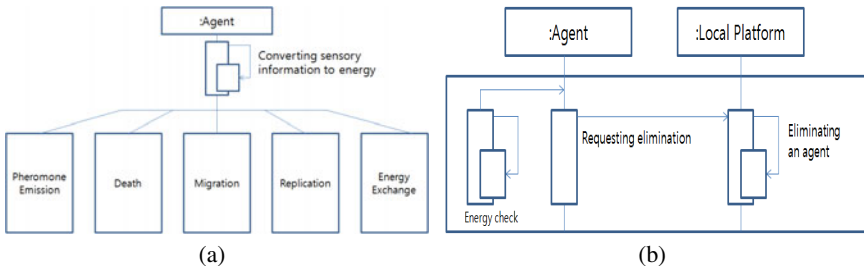 :Agent
Converting sensory
information to energy
Pheromone
Emission
Death
Migration
Replication
Energy
Exchange
(a)
:Agent
:Local Platform
Requesting elimination
Eliminating
an agent
Energy check
(b)